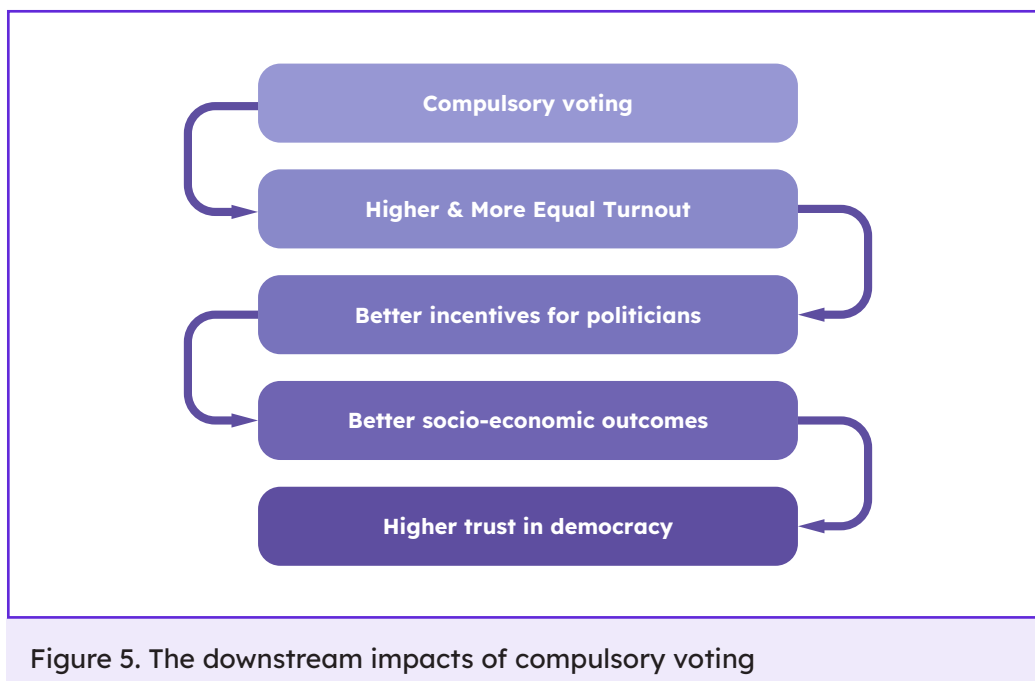 Compulsory voting
Higher & More Equal Turnout
Better incentives for politicians
Better socio-economic outcomes
Higher trust in democracy
Figure 5. The downstream impacts of compulsory voting